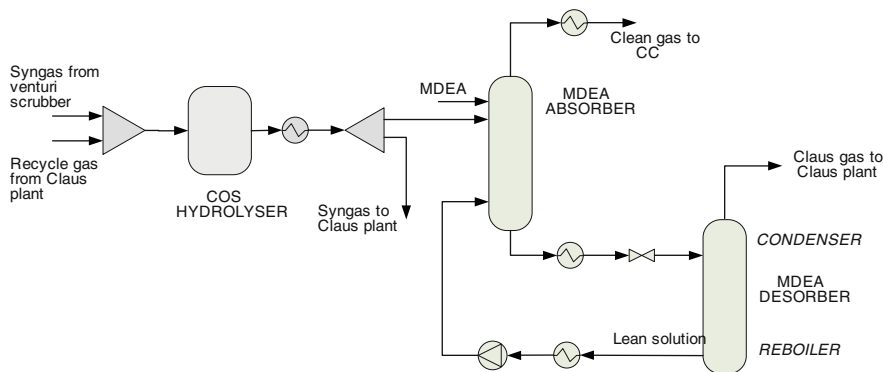 Clean gas to
CC
Syngas from
venturi
scrubber
MDEA
MDEA
ABSORBER
Recycle gas
from Claus
plant
COS
HYDROLYSER
Syngas to
Claus plant
Claus gas to
Claus plant
CONDENSER
MDEA
DESORBER
Lean solution
REBOILER